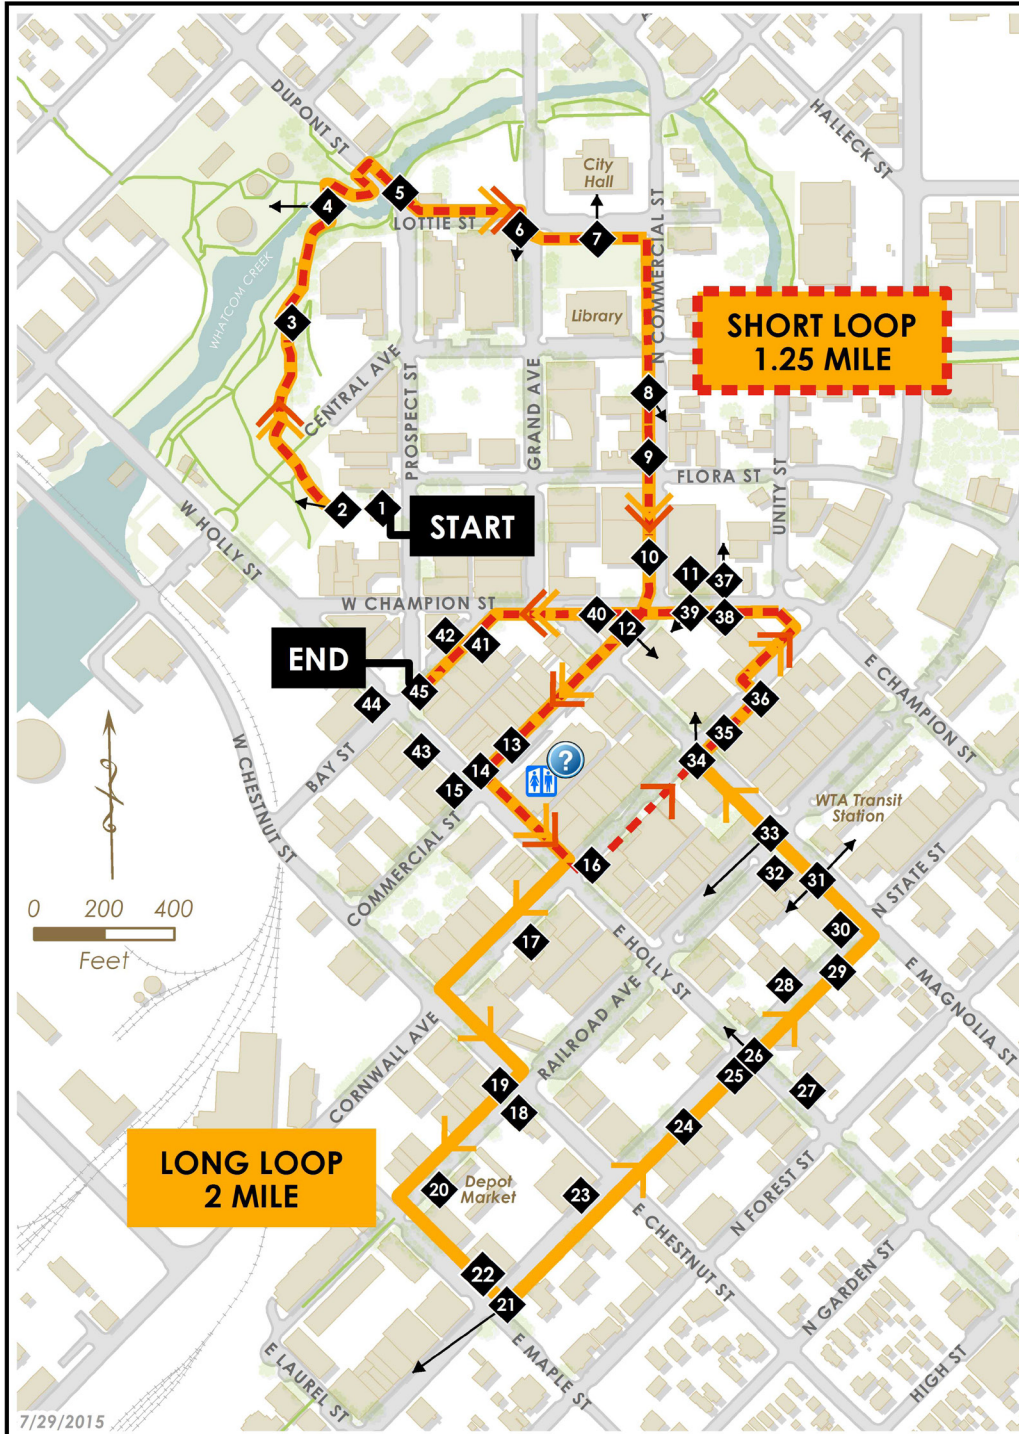 DUPONT ST
HALLECK ST
City
Hall
4
5
LOTTIE ST
6
7
N COMMERCIAL ST
WHATCOM CREEK
3
Library
SHORT LOOP
1.25 MILE
CENTRAL AVE
PROSPECT ST
GRAND AVE
8
9
FLORA ST
UNITY ST
W HOLLY ST
2
1
START
10
11
37
W CHAMPION ST
40
12
39
38
42
41
END
45
44
E CHAMPION ST
36
35
34
43
13
14
15
?
BAY ST
W CHESTNUT ST
COMMERCIAL ST
WTA Transit
Station
33
32
31
16
N STATE ST
0 200 400
Feet
17
E HOLLY ST
30
29
28
E MAGNOLIA ST
RAILROAD AVE
CORNWALL AVE
26
25
27
19
18
24
LONG LOOP
2 MILE
20
Depot
Market
23
E CHESTNUT ST
N FOREST ST
N GARDEN ST
22
21
E MAPLE ST
E LAUREL ST
HIGH ST
7/29/2015